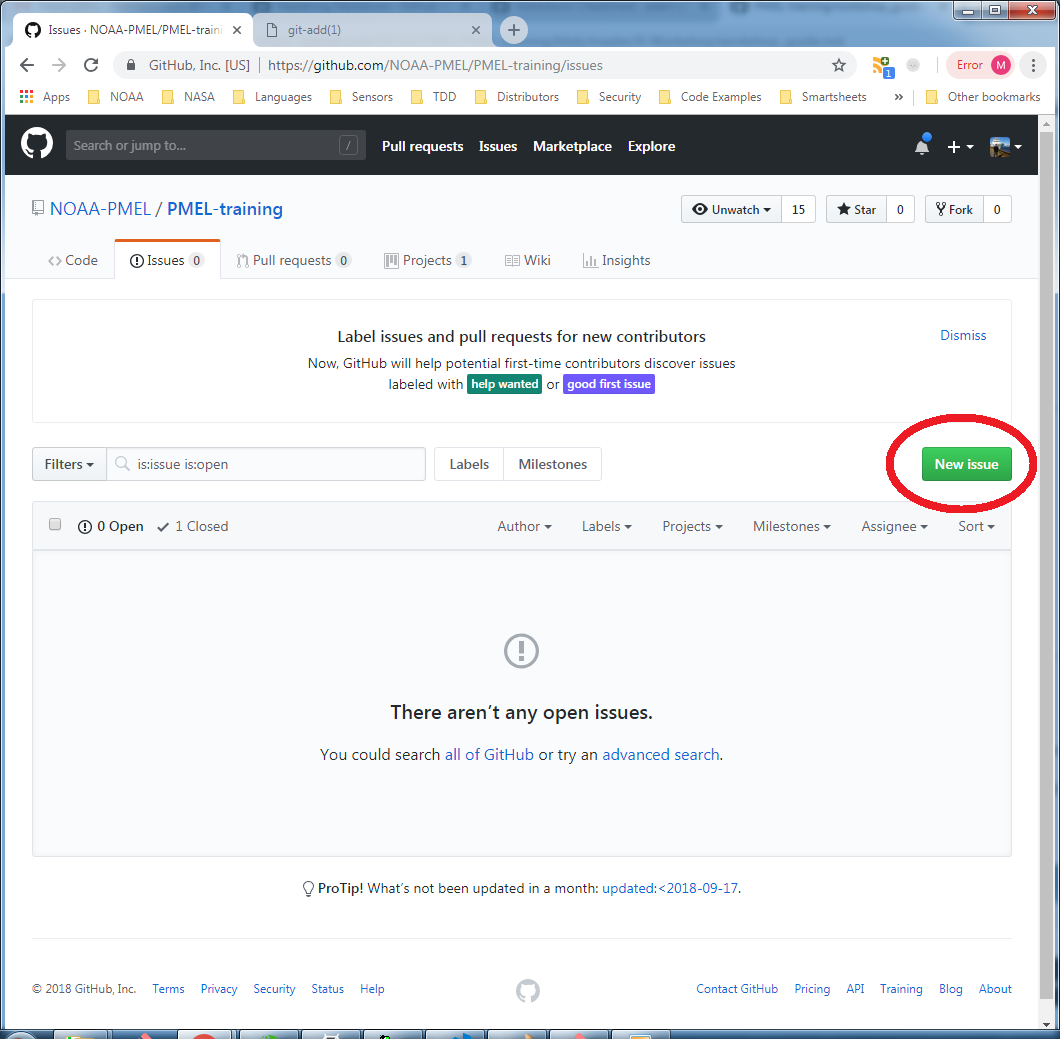 Issues · NOAA-PMEL/PMEL-traini
git-add(1)
GitHub, Inc. [US] https://github.com/NOAA-PMEL/PMEL-training/issues
1
Error M
Apps NOAA NASA Languages Sensors TDD Distributors Security Code Examples Smartsheets » Other bookmarks
Search or jump to... / Pull requests Issues Marketplace Explore
NOAA-PMEL / PMEL-training
Unwatch 15 Star 0 Fork 0
Code Issues 0 Pull requests 0 Projects 1 Wiki Insights
Label issues and pull requests for new contributors
Dismiss
Now, GitHub will help potential first-time contributors discover issues
labeled with help wanted or good first issue
Filters is:issue is:open Labels Milestones New issue
0 Open 1 Closed Author Labels Projects Milestones Assignee Sort
There aren’t any open issues.
You could search all of GitHub or try an advanced search.
ProTip! What’s not been updated in a month: updated:<2018-09-17.
© 2018 GitHub, Inc. Terms Privacy Security Status Help Contact GitHub Pricing API Training Blog About